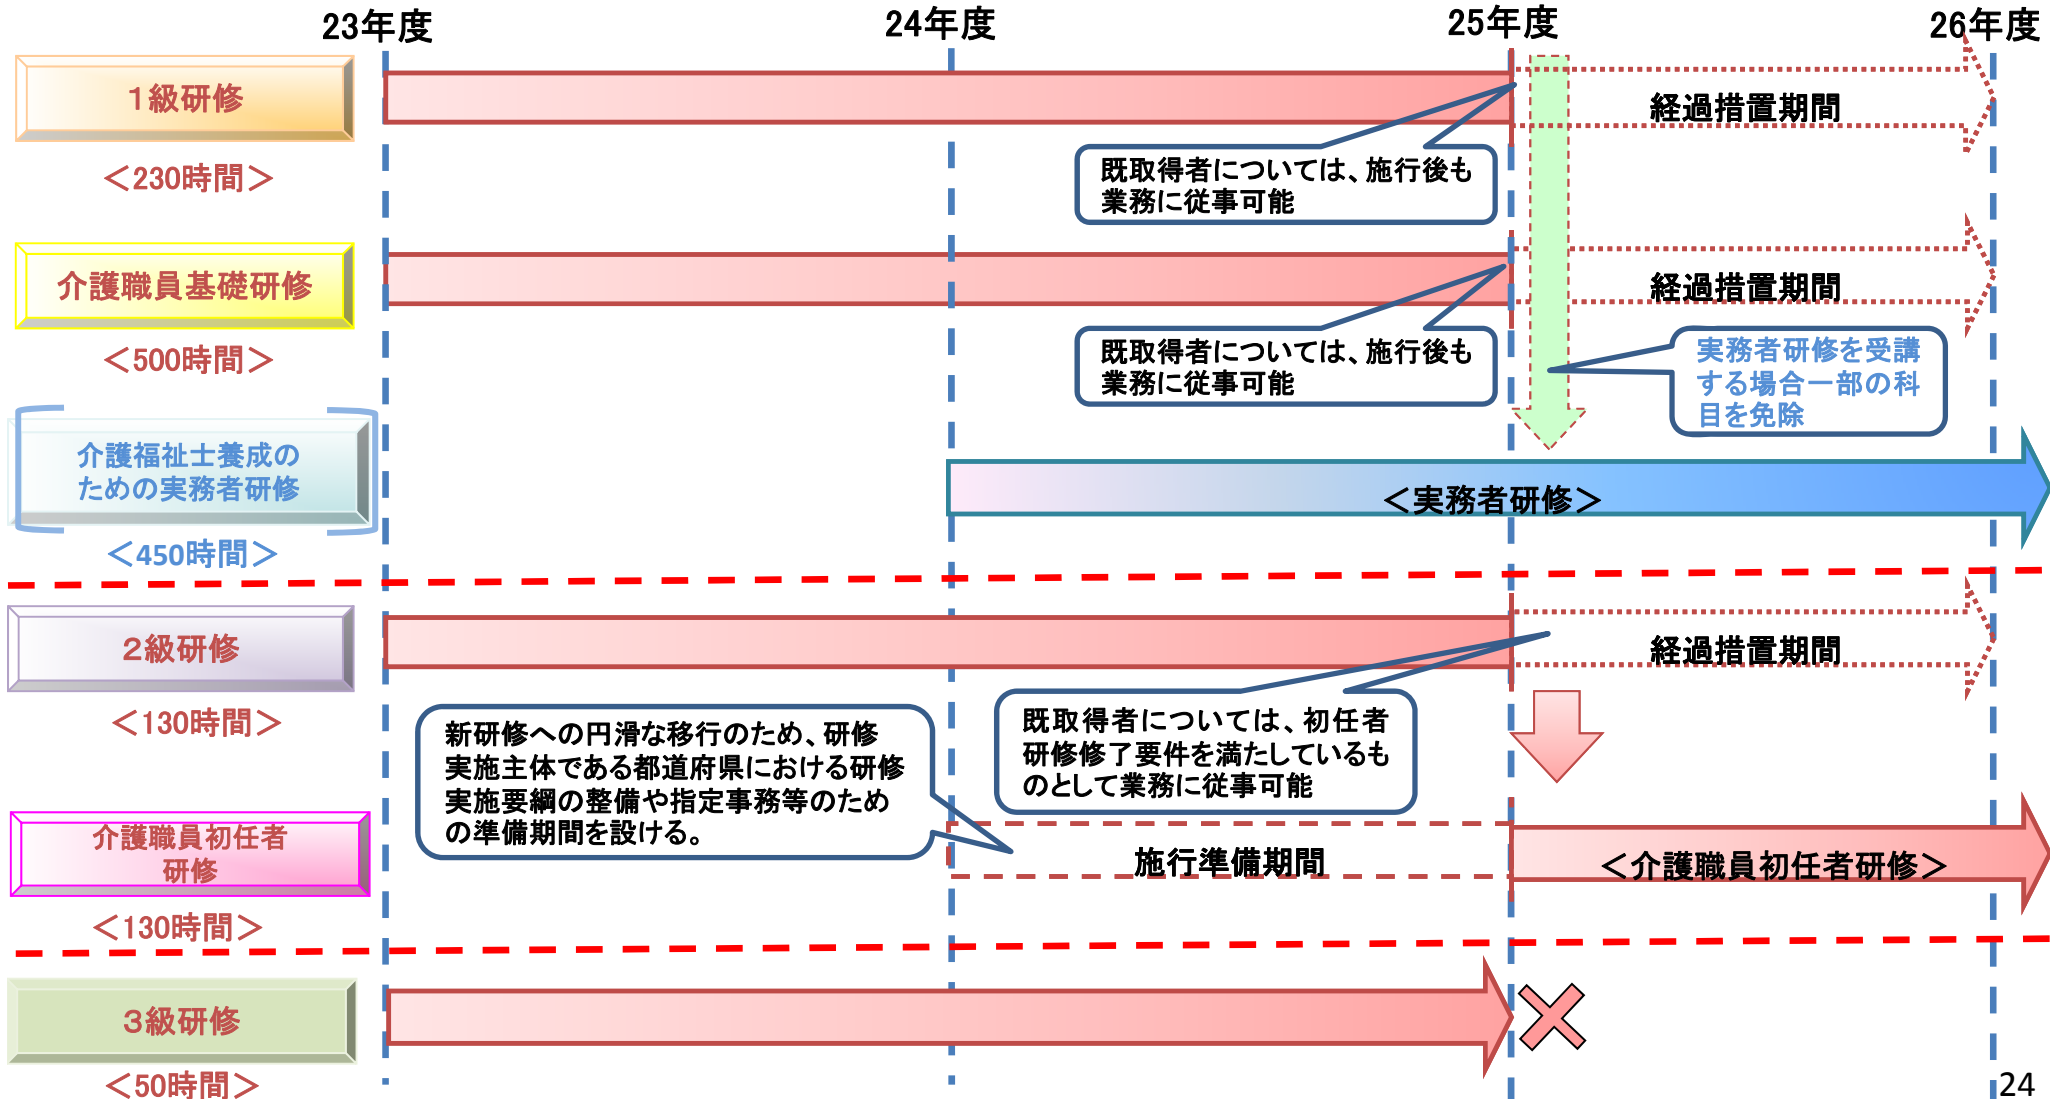 23年度
24年度
25年度
26年度
１級研修
＜230時間＞
経過措置期間
既取得者については、施行後も
業務に従事可能
介護職員基礎研修
＜500時間＞
経過措置期間
既取得者については、施行後も
業務に従事可能
実務者研修を受講
する場合一部の科
目を免除
介護福祉士養成の
ための実務者研修
＜450時間＞
＜実務者研修＞
２級研修
＜130時間＞
経過措置期間
既取得者については、初任者
研修修了要件を満たしているも
のとして業務に従事可能
新研修への円滑な移行のため、研修
実施主体である都道府県における研修
実施要綱の整備や指定事務等のため
の準備期間を設ける。
介護職員初任者
研修
＜130時間＞
施行準備期間
＜介護職員初任者研修＞
３級研修
＜50時間＞
24